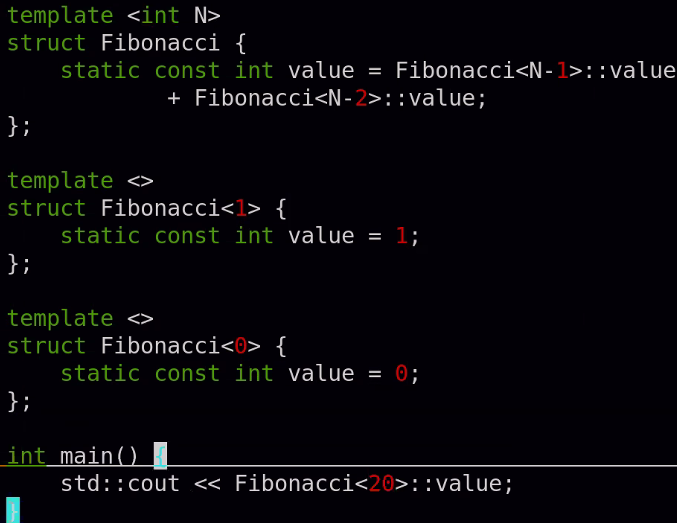 template <int N>
struct Fibonacci {
    static const int value = Fibonacci<N-1>::value
            + Fibonacci<N-2>::value;
};

template <>
struct Fibonacci<1> {
    static const int value = 1;
};

template <>
struct Fibonacci<0> {
    static const int value = 0;
};

int main() {
    std::cout << Fibonacci<20>::value;
}